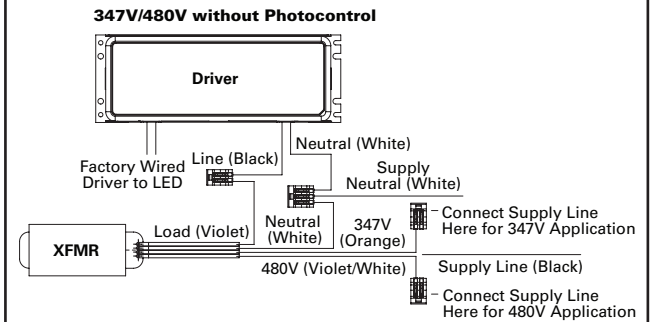 347V/480V without Photocontrol
Driver
Factory Wired
Driver to LED
Line (Black)
Neutral (White)
Supply
Neutral (White)
XFMR
Load (Violet)
Neutral
(White)
347V
(Orange)
Connect Supply Line
Here for 347V Application
480V (Violet/White)
Supply Line (Black)
Connect Supply Line
Here for 480V Application